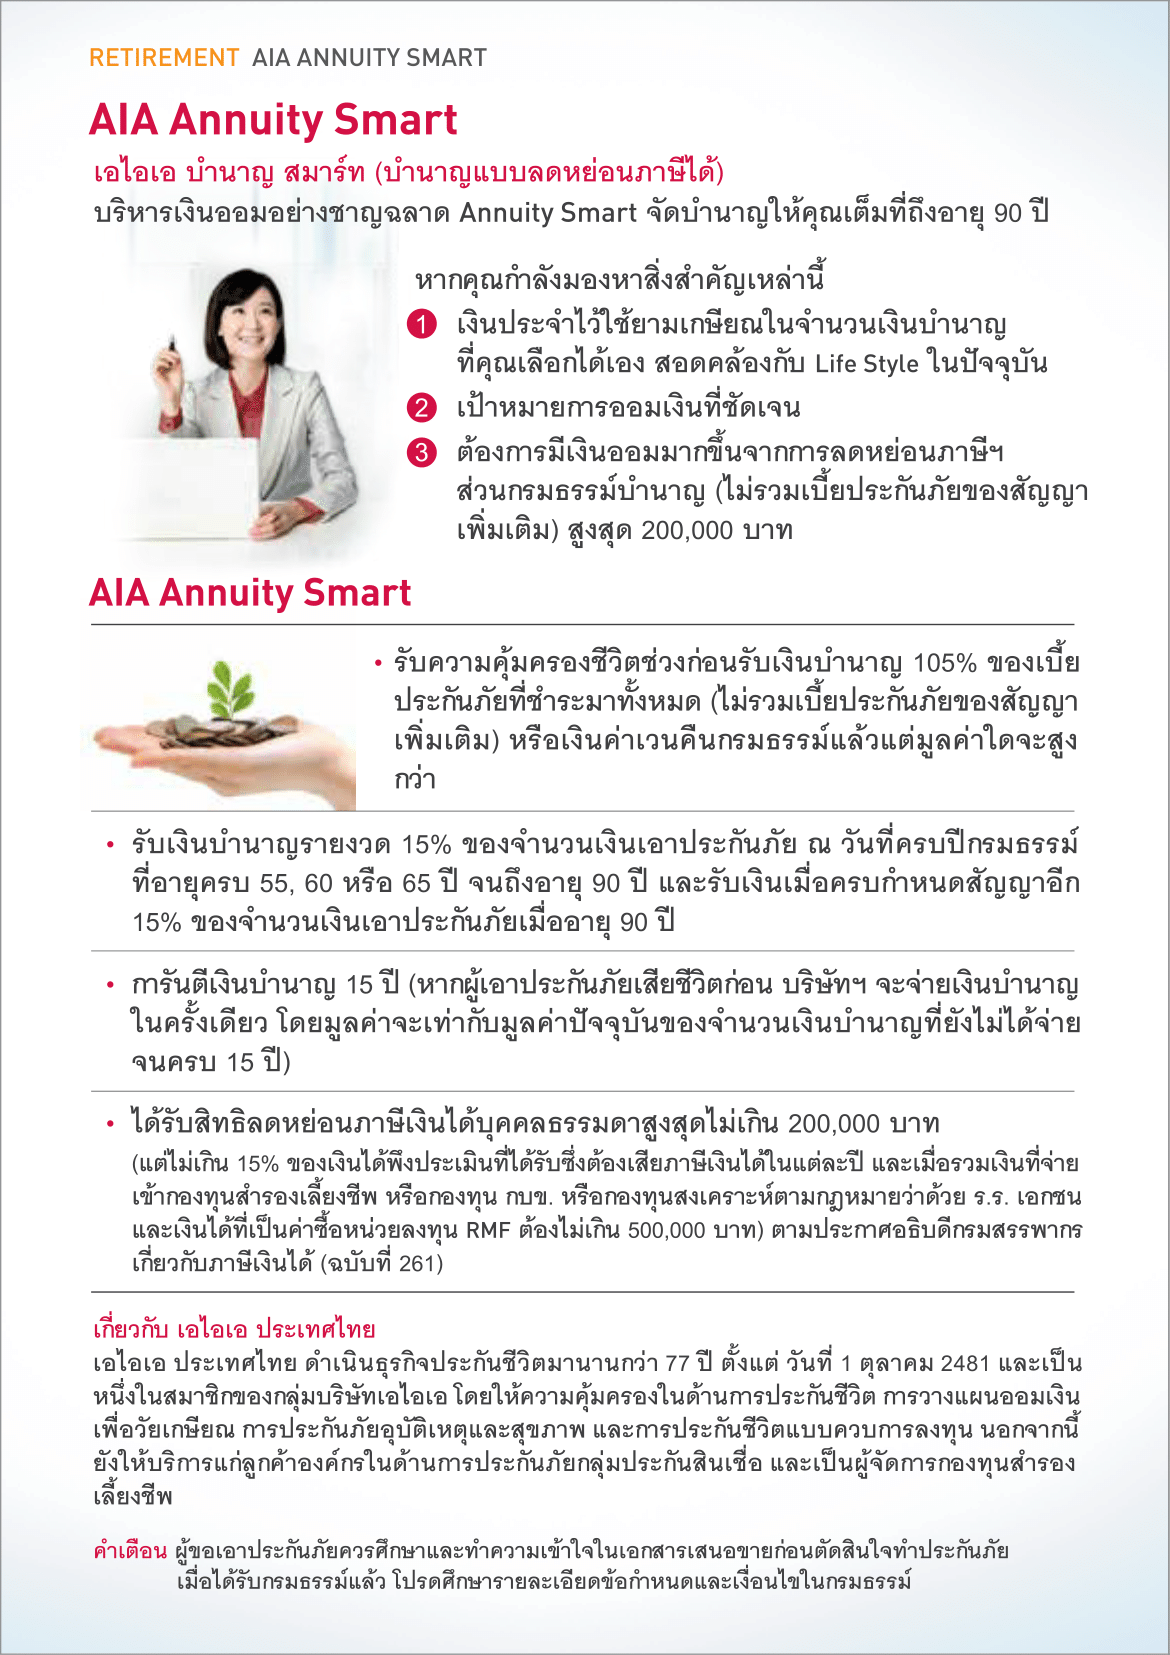 RETIREMENT AIA ANNUITY SMART
AIA Annuity Smart
เอไอเอ บำนาญ สมาร์ท (บำนาญแบบลดหย่อนภาษีได้)
บริหารเงินออมอย่างชาญฉลาด Annuity Smart จัดบำนาญให้คุณเต็มที่ถึงอายุ 90 ปี
หากคุณกำลังมองหาสิ่งสำคัญเหล่านี้
1 เงินประจำไว้ใช้ยามเกษียณในจำนวนเงินบำนาญ
ที่คุณเลือกได้เอง สอดคล้องกับ Life Style ในปัจจุบัน
2 เป้าหมายการออมเงินที่ชัดเจน
3 ต้องการมีเงินออมมากขึ้นจากการลดหย่อนภาษีฯ
ส่วนกรมธรรม์บำนาญ (ไม่รวมเบี้ยประกันภัยของสัญญา
เพิ่มเติม) สูงสุด 200,000 บาท
AIA Annuity Smart
• รับความคุ้มครองชีวิตช่วงก่อนรับเงินบำนาญ 105% ของเบี้ย
ประกันภัยที่ชำระมาทั้งหมด (ไม่รวมเบี้ยประกันภัยของสัญญา
เพิ่มเติม) หรือเงินค่าเวนคืนกรมธรรม์แล้วแต่มูลค่าใดจะสูง
กว่า
• รับเงินบำนาญรายงวด 15% ของจำนวนเงินเอาประกันภัย ณ วันที่ครบปีกรมธรรม์
ที่อายุครบ 55, 60 หรือ 65 ปี จนถึงอายุ 90 ปี และรับเงินเมื่อครบกำหนดสัญญาอีก
15% ของจำนวนเงินเอาประกันภัยเมื่ออายุ 90 ปี
• การันตีเงินบำนาญ 15 ปี (หากผู้เอาประกันภัยเสียชีวิตก่อน บริษัทฯ จะจ่ายเงินบำนาญ
ในครั้งเดียว โดยมูลค่าจะเท่ากับมูลค่าปัจจุบันของจำนวนเงินบำนาญที่ยังไม่ได้จ่าย
จนครบ 15 ปี)
• ได้รับสิทธิลดหย่อนภาษีเงินได้บุคคลธรรมดาสูงสุดไม่เกิน 200,000 บาท
(แต่ไม่เกิน 15% ของเงินได้พึงประเมินที่ได้รับซึ่งต้องเสียภาษีเงินได้ในแต่ละปี และเมื่อรวมเงินที่จ่าย
เข้ากองทุนสำรองเลี้ยงชีพ หรือกองทุน กบข. หรือกองทุนสงเคราะห์ตามกฎหมายว่าด้วย ร.ร. เอกชน
และเงินได้ที่เป็นค่าซื้อหน่วยลงทุน RMF ต้องไม่เกิน 500,000 บาท) ตามประกาศอธิบดีกรมสรรพากร
เกี่ยวกับภาษีเงินได้ (ฉบับที่ 261)
เกี่ยวกับ เอไอเอ ประเทศไทย
เอไอเอ ประเทศไทย ดำเนินธุรกิจประกันชีวิตมานานกว่า 77 ปี ตั้งแต่ วันที่ 1 ตุลาคม 2481 และเป็น
หนึ่งในสมาชิกของกลุ่มบริษัทเอไอเอ โดยให้ความคุ้มครองในด้านการประกันชีวิต การวางแผนออมเงิน
เพื่อวัยเกษียณ การประกันภัยอุบัติเหตุและสุขภาพ และการประกันชีวิตแบบควบการลงทุน นอกจากนี้
ยังให้บริการแก่ลูกค้าองค์กรในด้านการประกันภัยกลุ่มประกันสินเชื่อ และเป็นผู้จัดการกองทุนสำรอง
เลี้ยงชีพ
คำเตือน ผู้ขอเอาประกันภัยควรศึกษาและทำความเข้าใจในเอกสารเสนอขายก่อนตัดสินใจทำประกันภัย
เมื่อได้รับกรมธรรม์แล้ว โปรดศึกษารายละเอียดข้อกำหนดและเงื่อนไขในกรมธรรม์